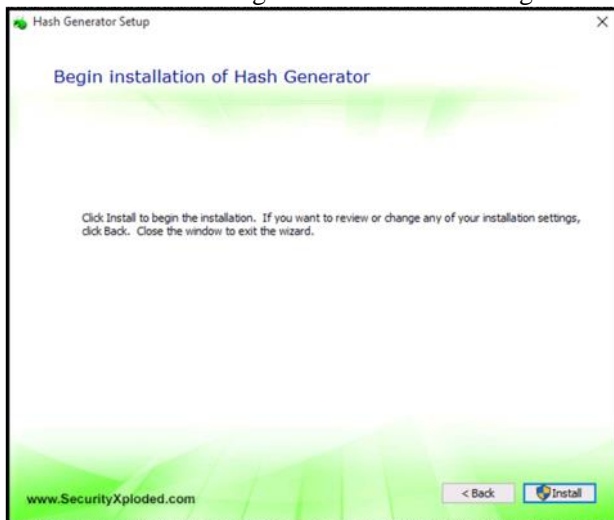 Hash Generator Setup
Begin installation of Hash Generator
Click Install to begin the installation. If you want to review or change any of your installation settings,
click Back. Close the window to exit the wizard.
www.SecurityXploded.com
< Back
Install